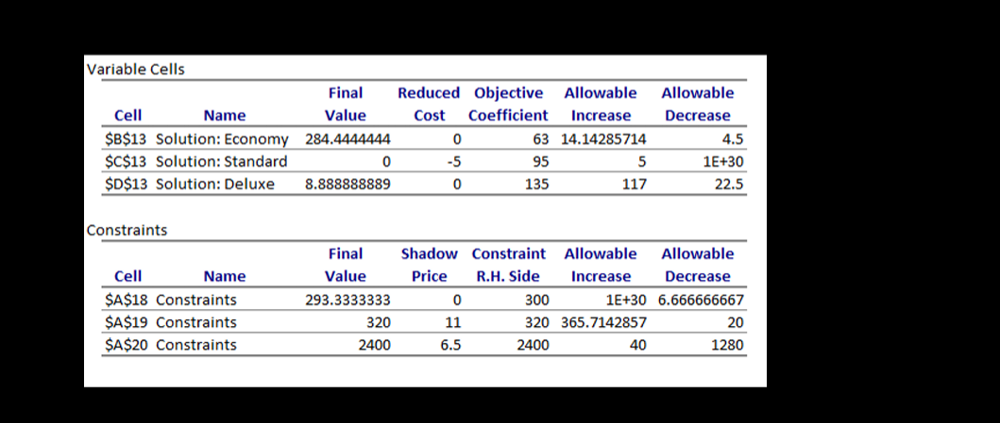 Variable Cells
Final Reduced Objective Allowable Allowable
Cell Name Value Cost Coefficient Increase Decrease
$B$13 Solution: Economy 284.4444444 0 63 14.14285714 4.5
$C$13 Solution: Standard 0 -5 95 5 1E+30
$D$13 Solution: Deluxe 8.888888889 0 135 117 22.5
Constraints
Final Shadow Constraint Allowable Allowable
Cell Name Value Price R.H. Side Increase Decrease
$A$18 Constraints 293.3333333 0 300 1E+30 6.666666667
$A$19 Constraints 320 11 320 365.7142857 20
$A$20 Constraints 2400 6.5 2400 40 1280